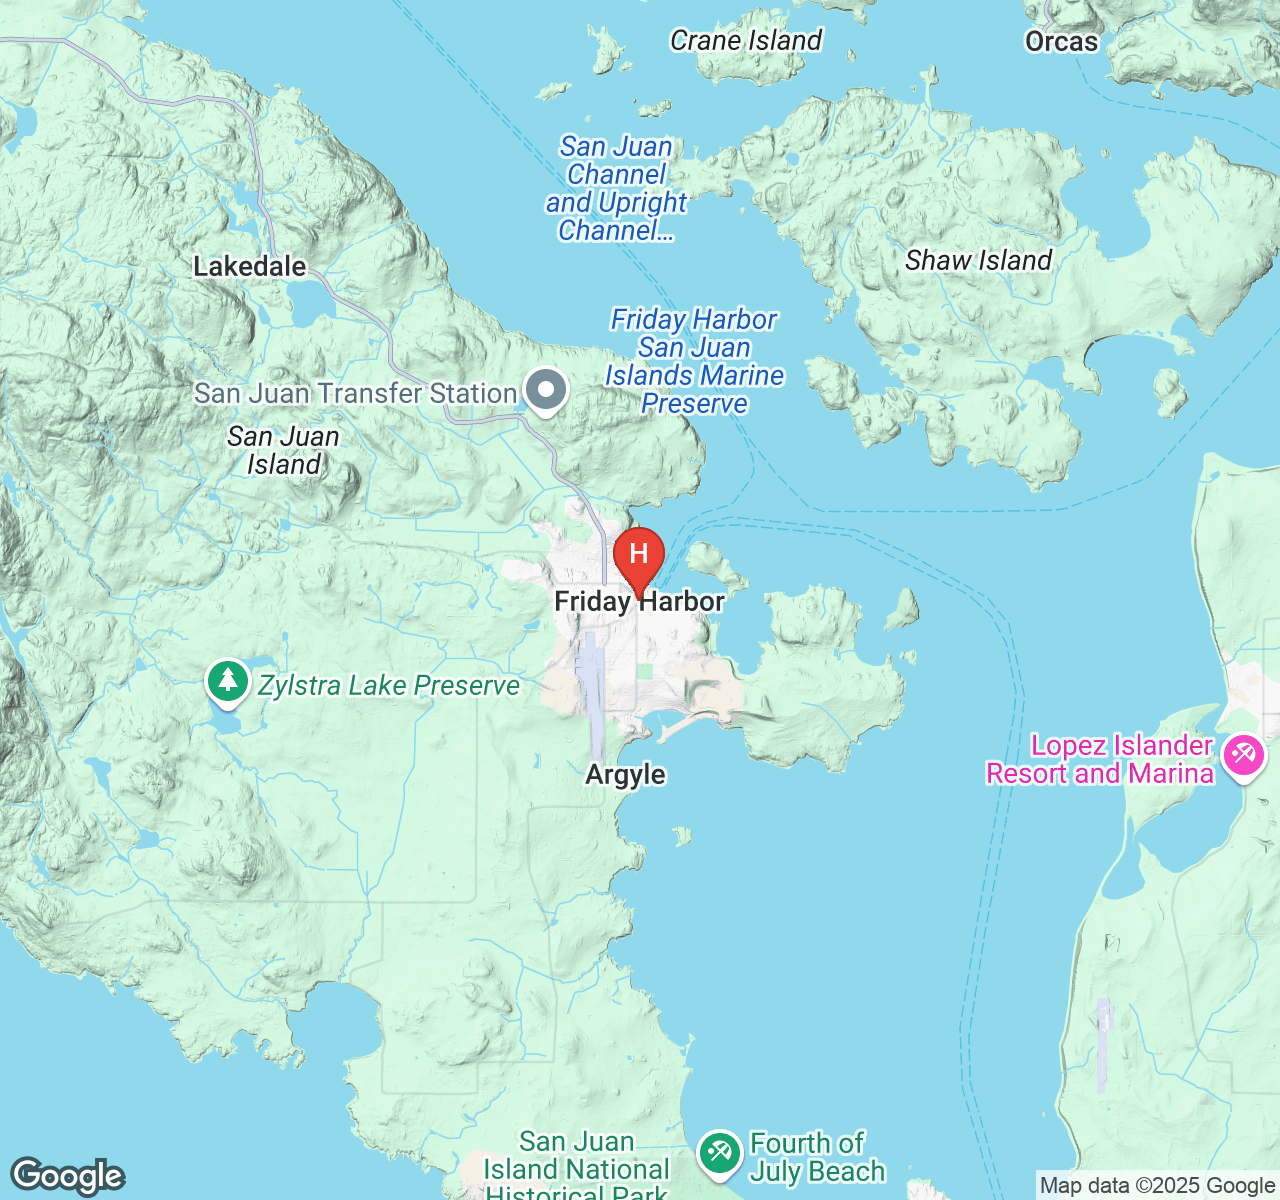 Crane Island
Orcas
San Juan
Channel
and Upright
Channel...
Shaw Island
Lakedale
Friday Harbor
San Juan
Islands Marine
Preserve
San Juan Transfer Station
San Juan
Island
H
Friday Harbor
Zylstra Lake Preserve
Lopez Islander
Resort and Marina
Argyle
San Juan
Island National
Historical Park
Fourth of
July Beach
Google
Map data ©2025 Google